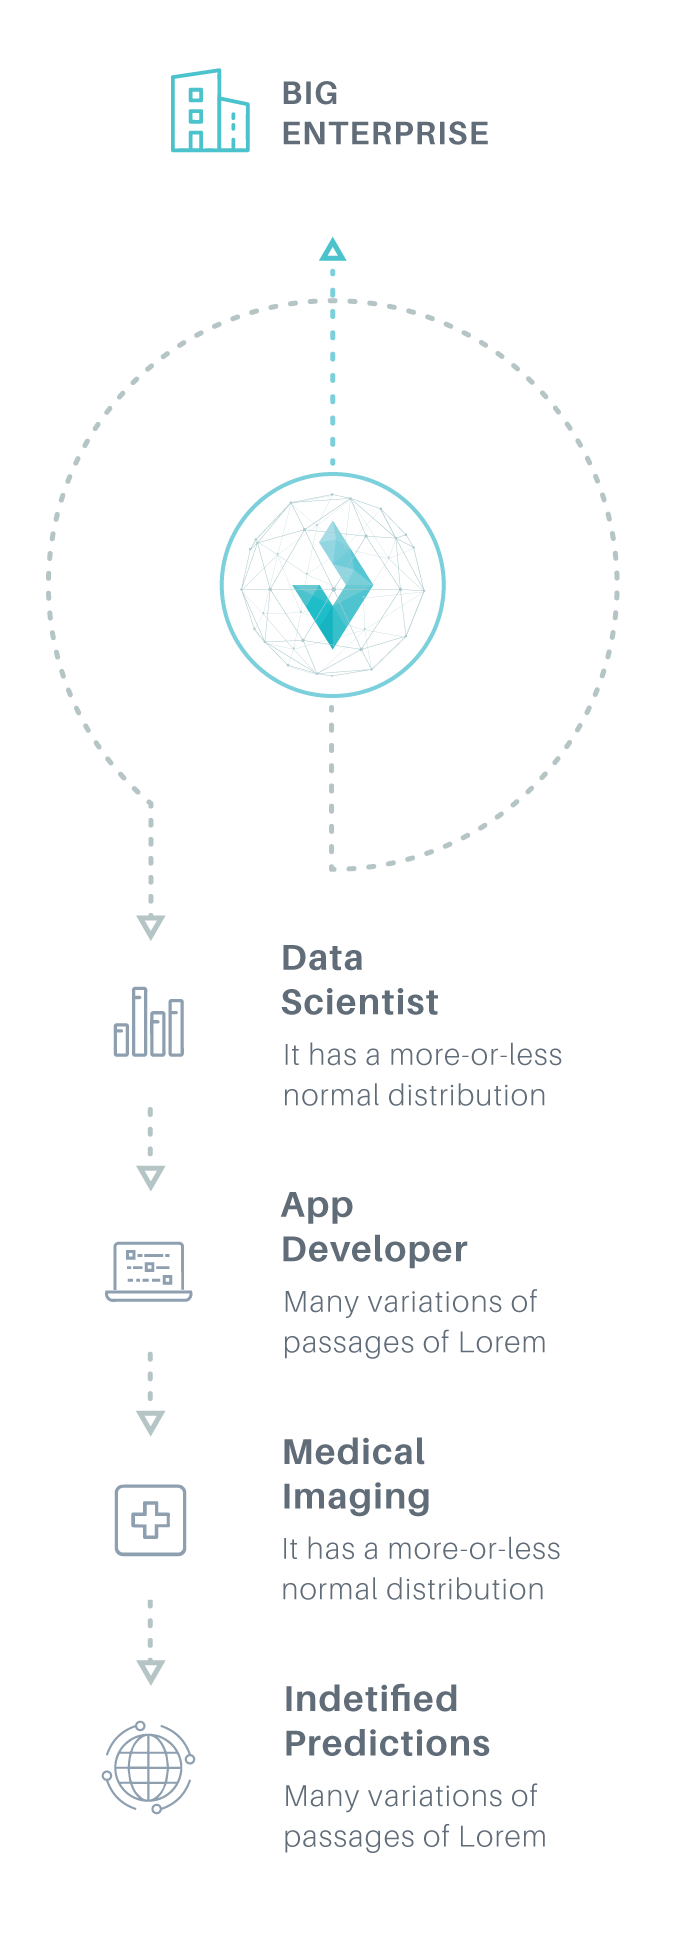 BIG
ENTERPRISE
Data
Scientist
It has a more-or-less
normal distribution
App
Developer
Many variations of
passages of Lorem
Medical
Imaging
It has a more-or-less
normal distribution
Indetified
Predictions
Many variations of
passages of Lorem